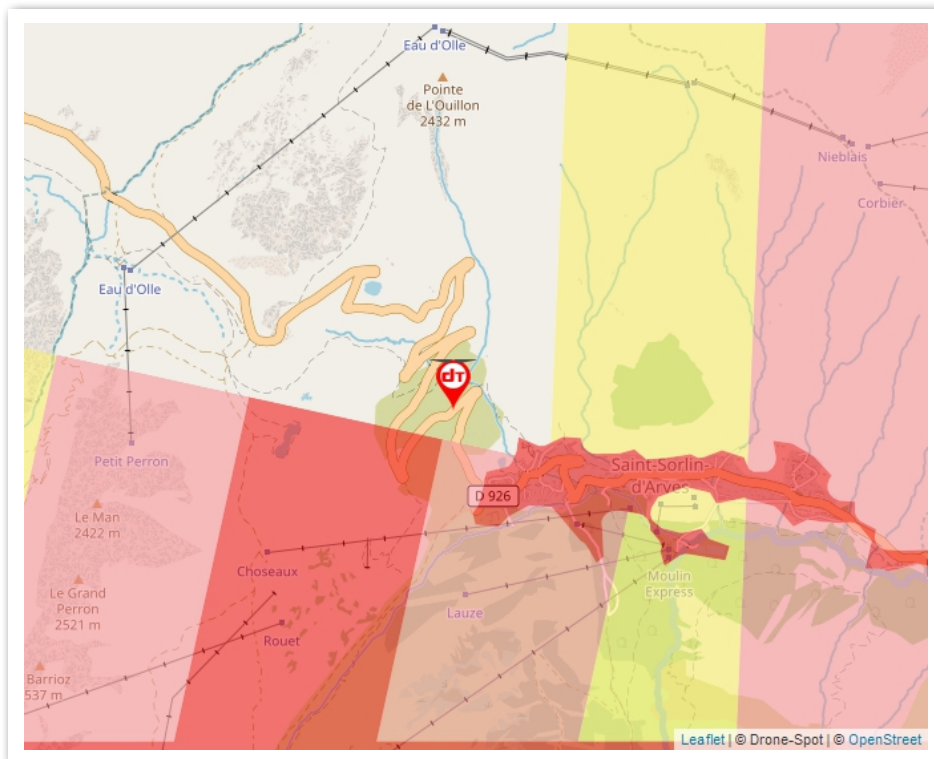 Eau d'Olle
Pointe
de L'Ouillon
2432 m
Nieblais
Corbier
Eau d'Olle
dT
Petit Perron
Saint-Sorlin-
d'Arves
D 926
Le Man
2422 m
Choseaux
Moulin
Express
Le Grand
Perron
2521 m
Lauze
Rouet
Barrioz
537 m
Leaflet | © Drone-Spot | © OpenStreet